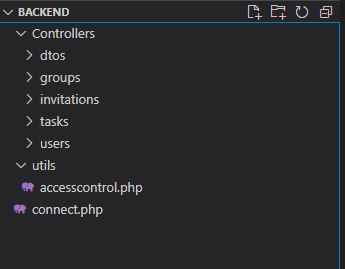 BACKEND
Controllers
dtos
groups
invitations
tasks
users
utils
accesscontrol.php
connect.php